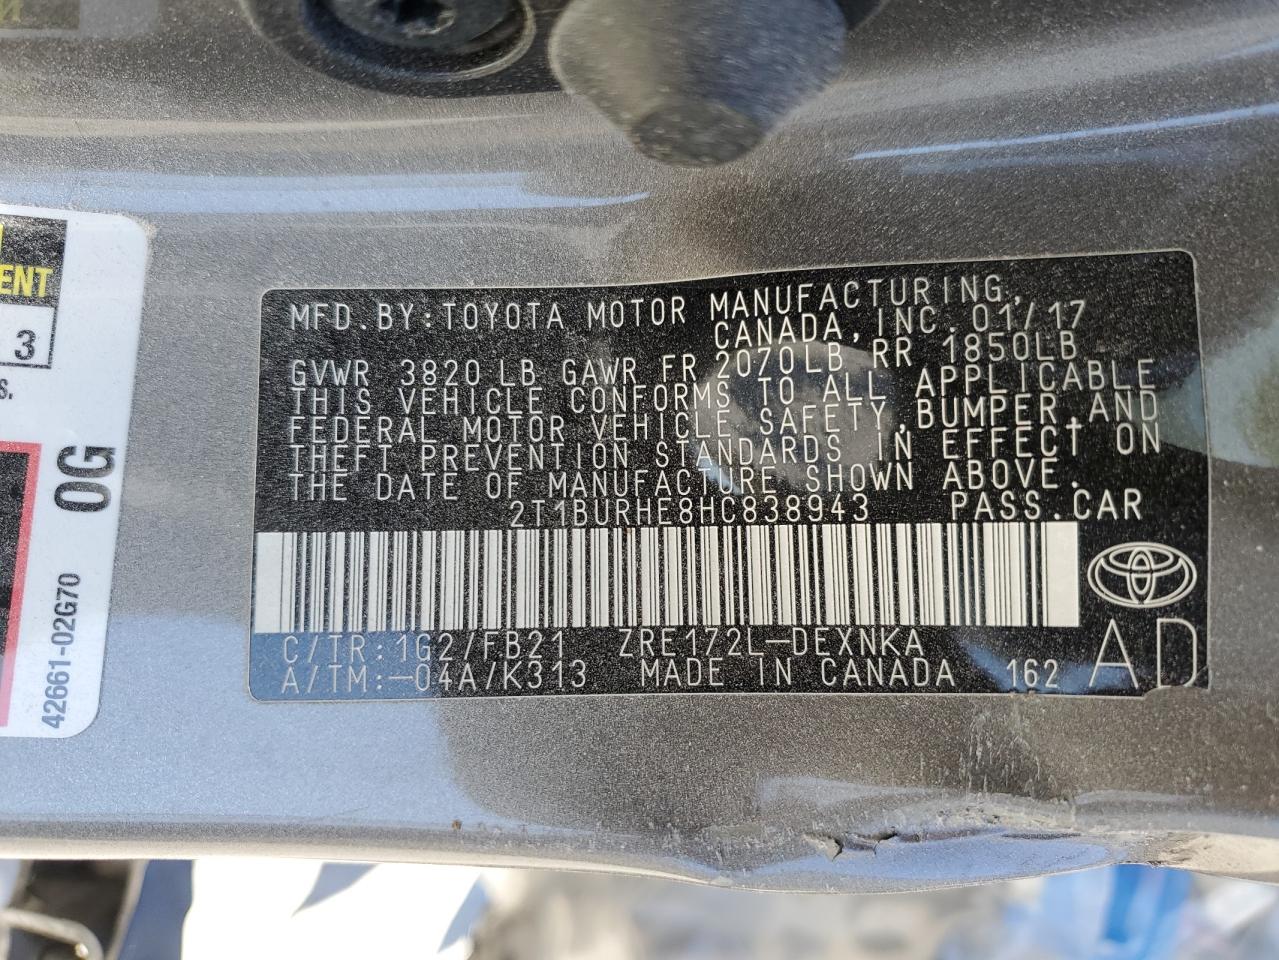 MFD.BY:TOYOTA MOTOR MANUFACTURING,
CANADA,INC.01/17
GVWR 3820 LB GAWR FR 2070LB, RR 1850LB
THIS VEHICLE CONFORMS TO ALL APPLICABLE
FEDERAL MOTOR VEHICLE SAFETY,BUMPER,AND
THEFT PREVENTION STANDARDS IN EFFECT ON
THE DATE OF MANUFACTURE SHOWN ABOVE.
2T1BURHE8HC838943 PASS.CAR
C/TR:1G2/FB21 ZRE172L-DEXNKA
A/TM:-04A/K313 MADE IN CANADA 162 AD
ENT
3
S.
0G
42661-02G70